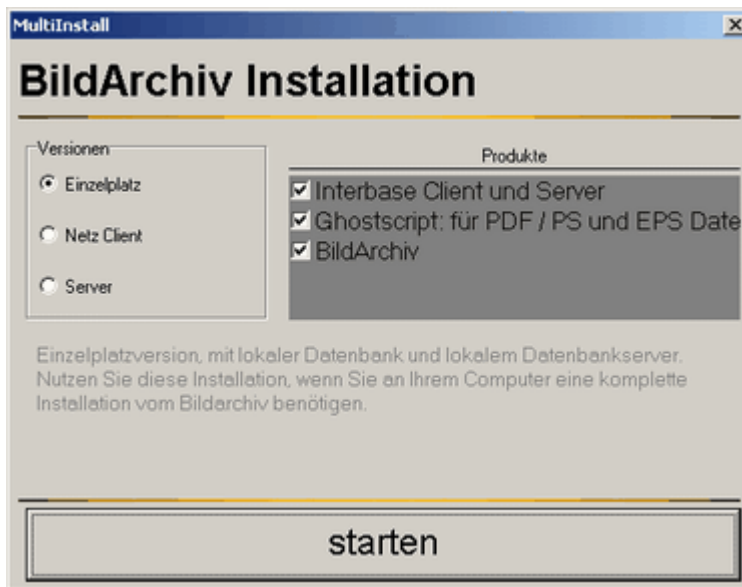 MultiInstall
BildArchiv Installation
Versionen
Einzelplatz
Netz Client
Server
Produkte
Interbase Client und Server
Ghostscript: für PDF / PS und EPS Date
BildArchiv
Einzelplatzversion, mit lokaler Datenbank und lokalem Datenbankserver.
Nutzen Sie diese Installation, wenn Sie an Ihrem Computer eine komplette
Installation vom Bildarchiv benötigen.
starten